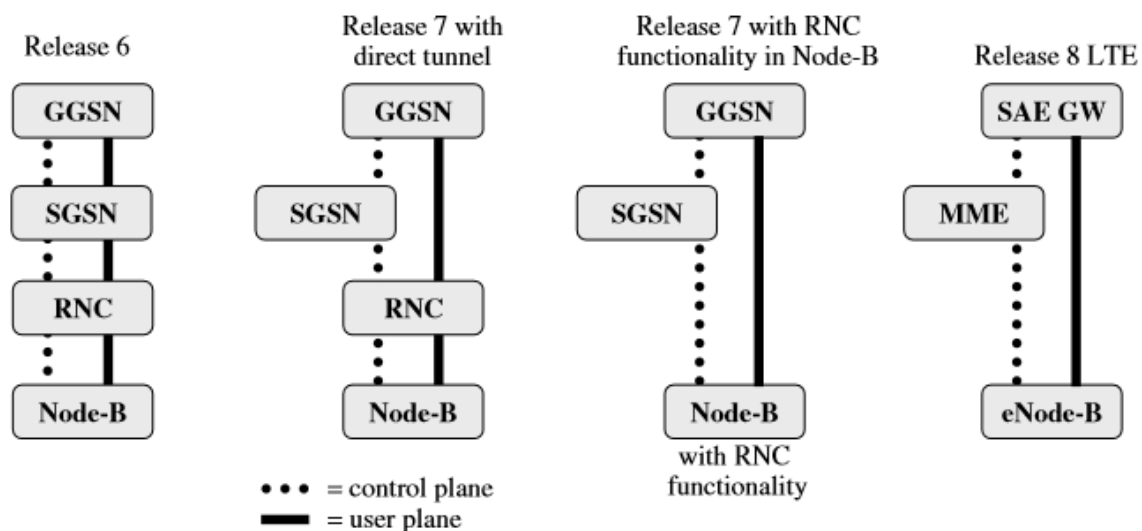 Release 6
GGSN
SGSN
RNC
Node-B
Release 7 with
direct tunnel
GGSN
SGSN
RNC
Node-B
Release 7 with RNC
functionality in Node-B
GGSN
SGSN
Node-B
with RNC
functionality
Release 8 LTE
SAE GW
MME
eNode-B
= control plane
= user plane